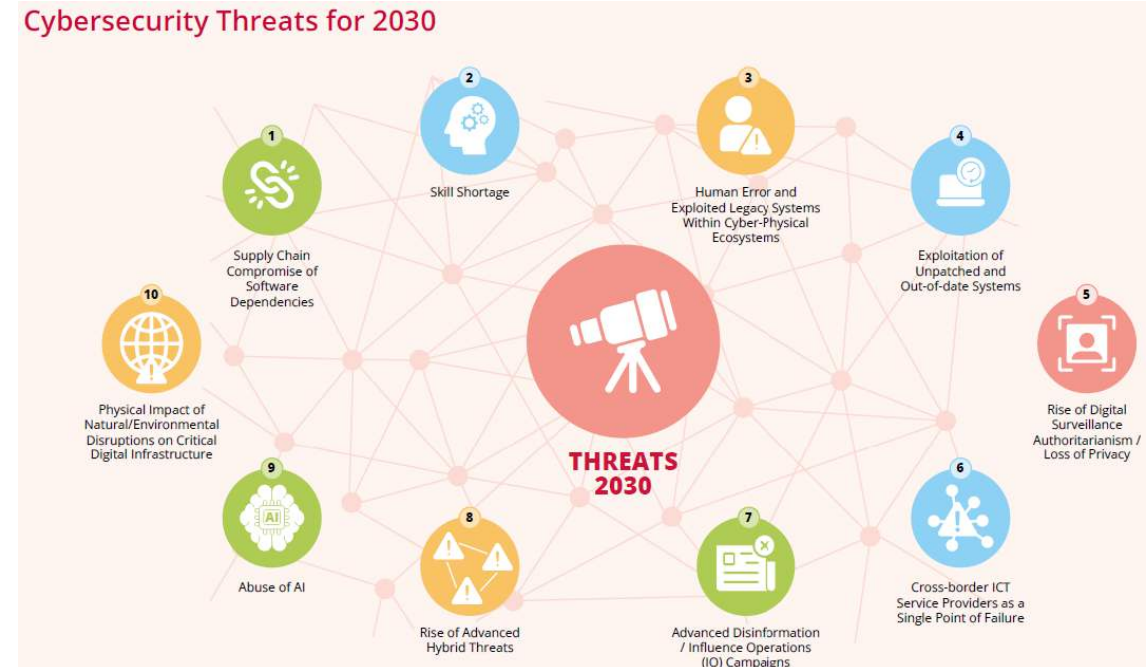 Cybersecurity Threats for 2030
1
Supply Chain
Compromise of
Software
Dependencies
2
Skill Shortage
3
Human Error and
Exploited Legacy Systems
Within Cyber-Physical
Ecosystems
4
Exploitation of
Unpatched and
Out-of-date Systems
5
Rise of Digital
Surveillance
Authoritarianism /
Loss of Privacy
6
Cross-border ICT
Service Providers as a
Single Point of Failure
7
Advanced Disinformation
/ Influence Operations
(IO) Campaigns
8
Rise of Advanced
Hybrid Threats
9
AI
Abuse of AI
10
Physical Impact of
Natural/Environmental
Disruptions on Critical
Digital Infrastructure
THREATS
2030